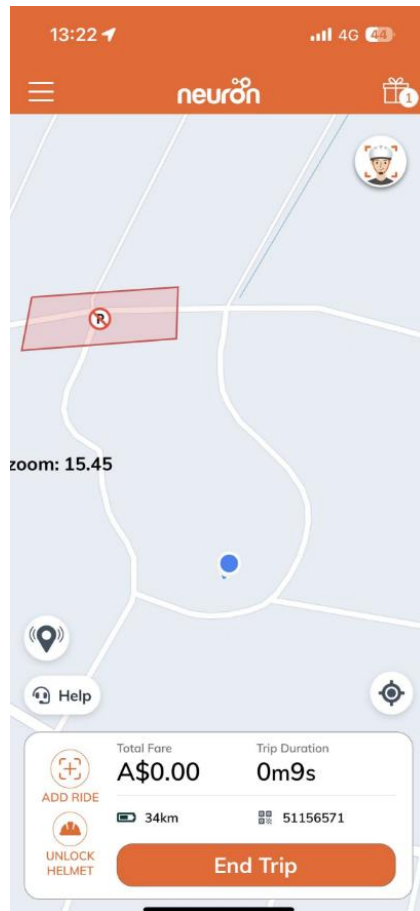 13:22
4G 44
neurön
1
P
zoom: 15.45
Help
Total Fare
Trip Duration
A$0.00
0m9s
ADD RIDE
34km
51156571
UNLOCK
HELMET
End Trip